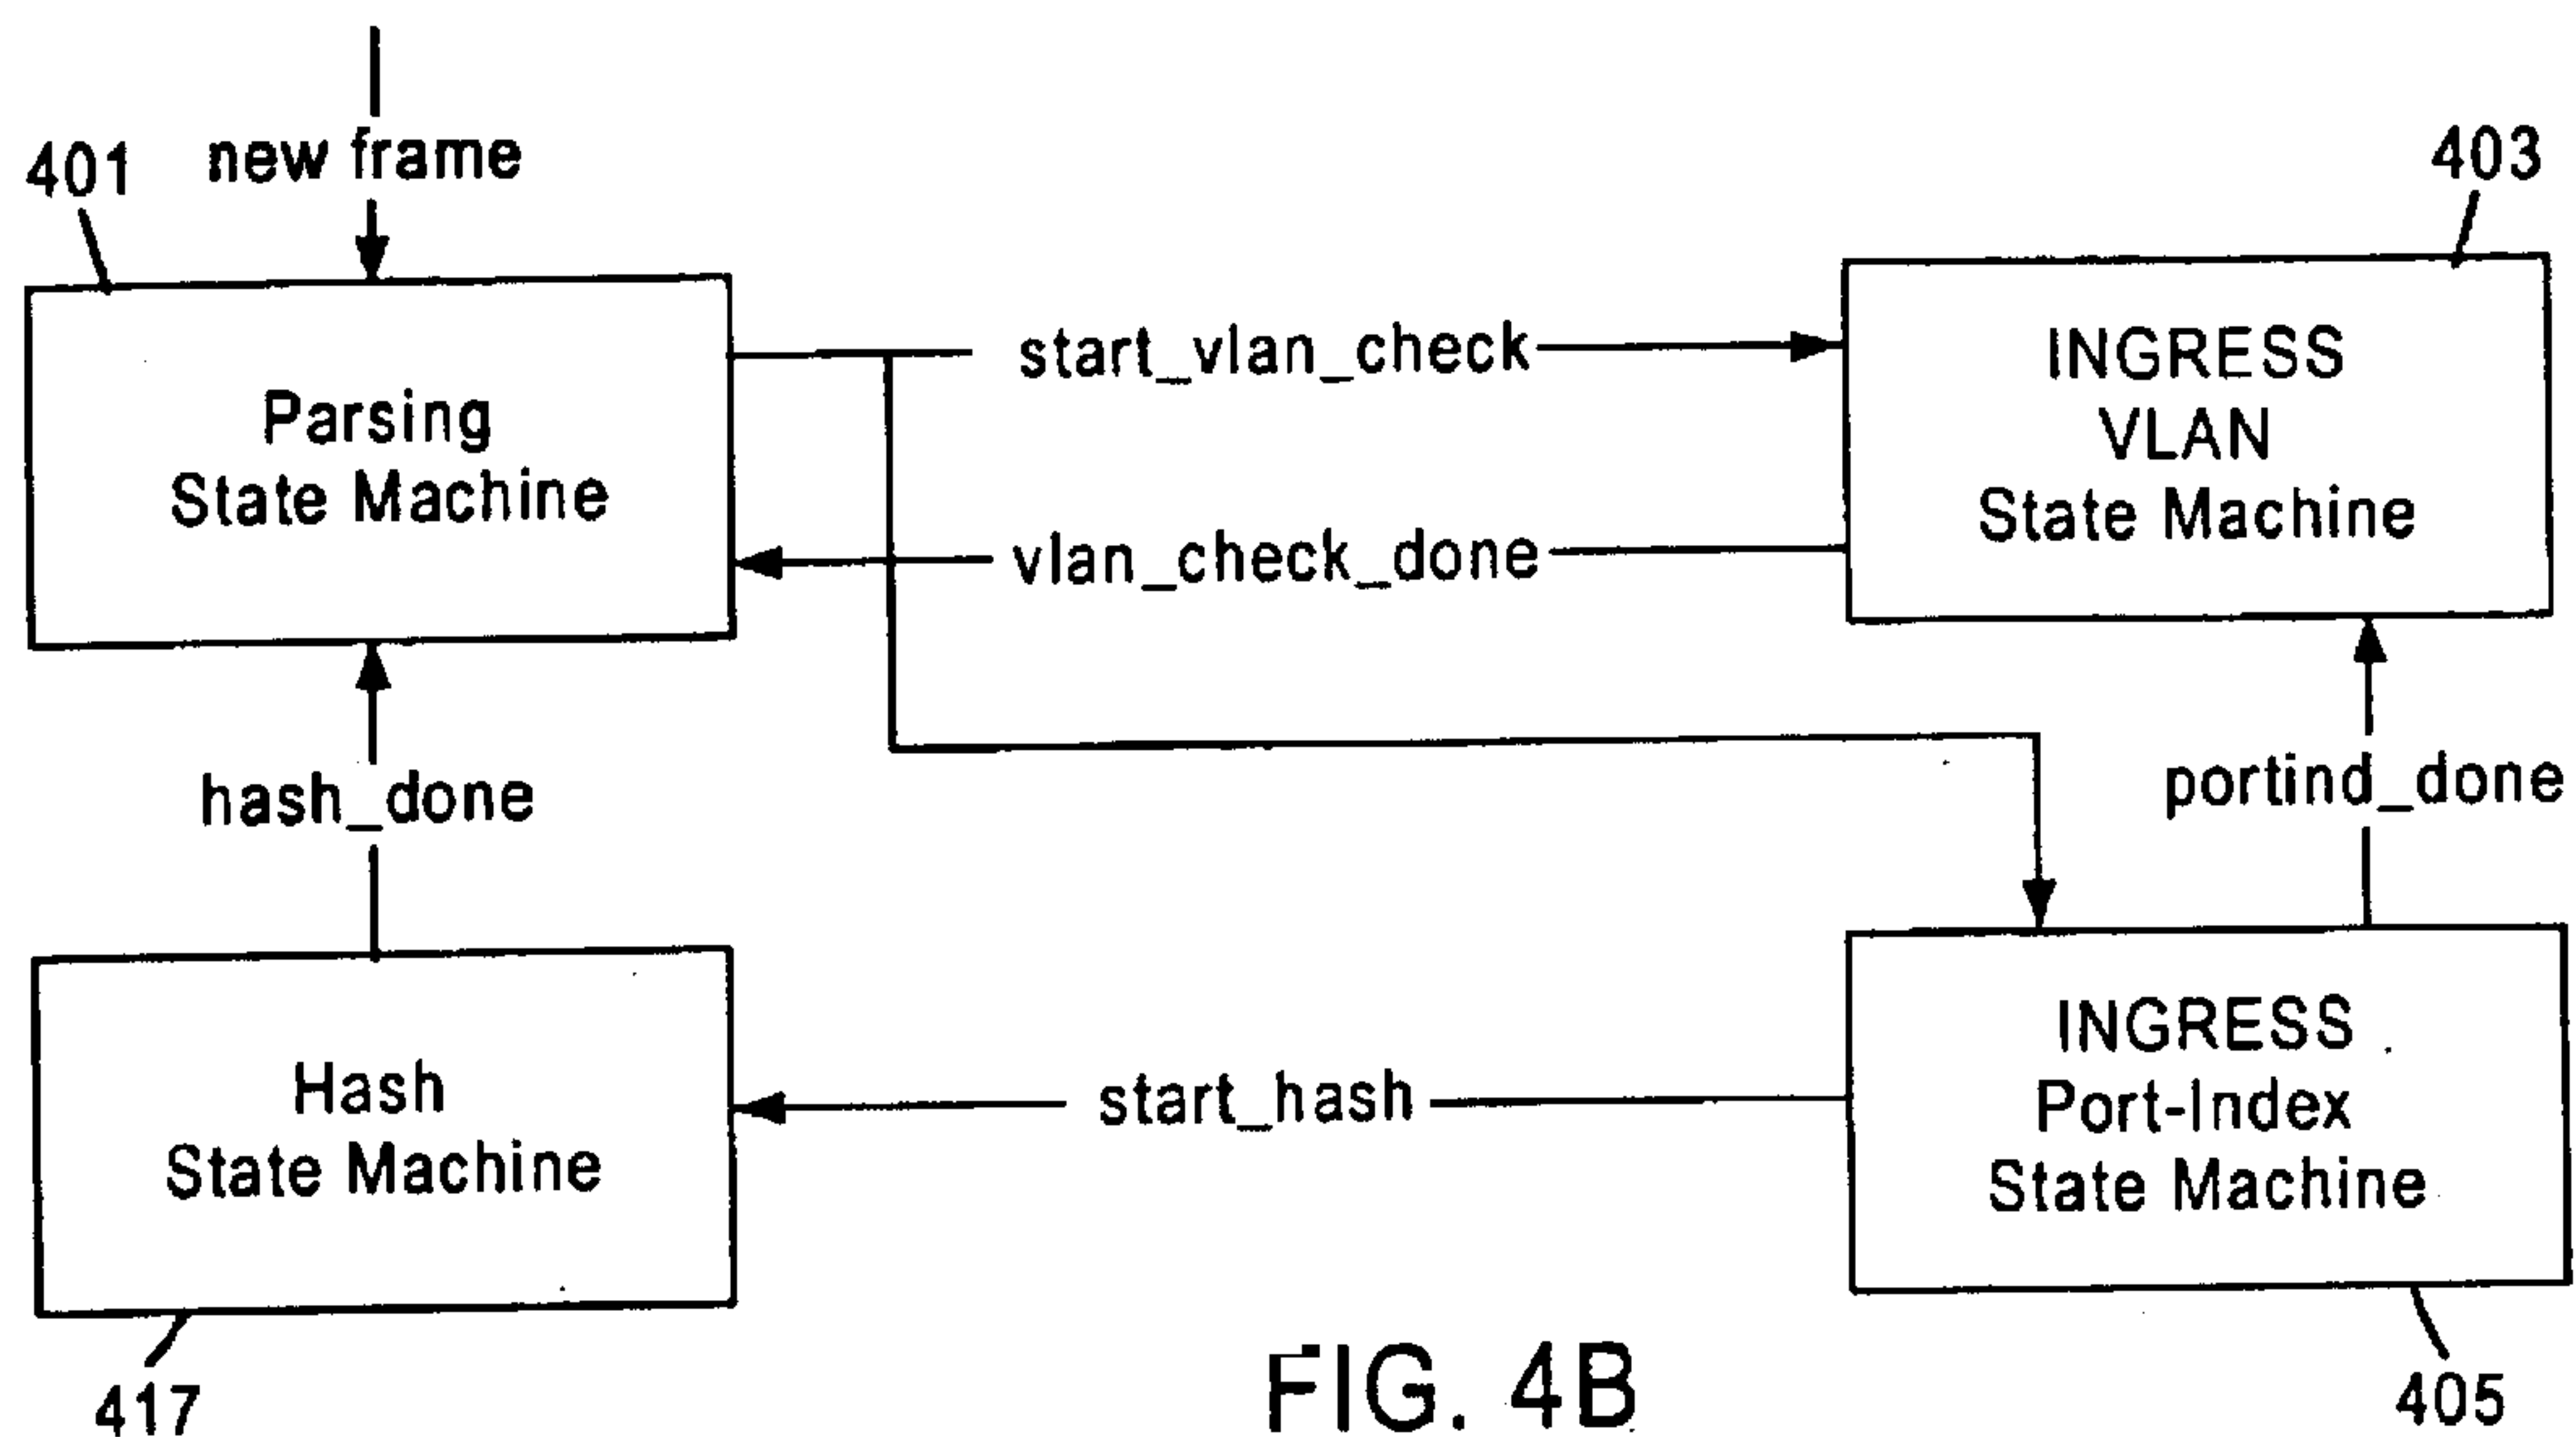 401
new frame
403
Parsing
State Machine
start_vlan_check
INGRESS
VLAN
State Machine
vlan_check_done
hash_done
portind_done
Hash
State Machine
start_hash
INGRESS
Port-Index
State Machine
417
FIG. 4B
405